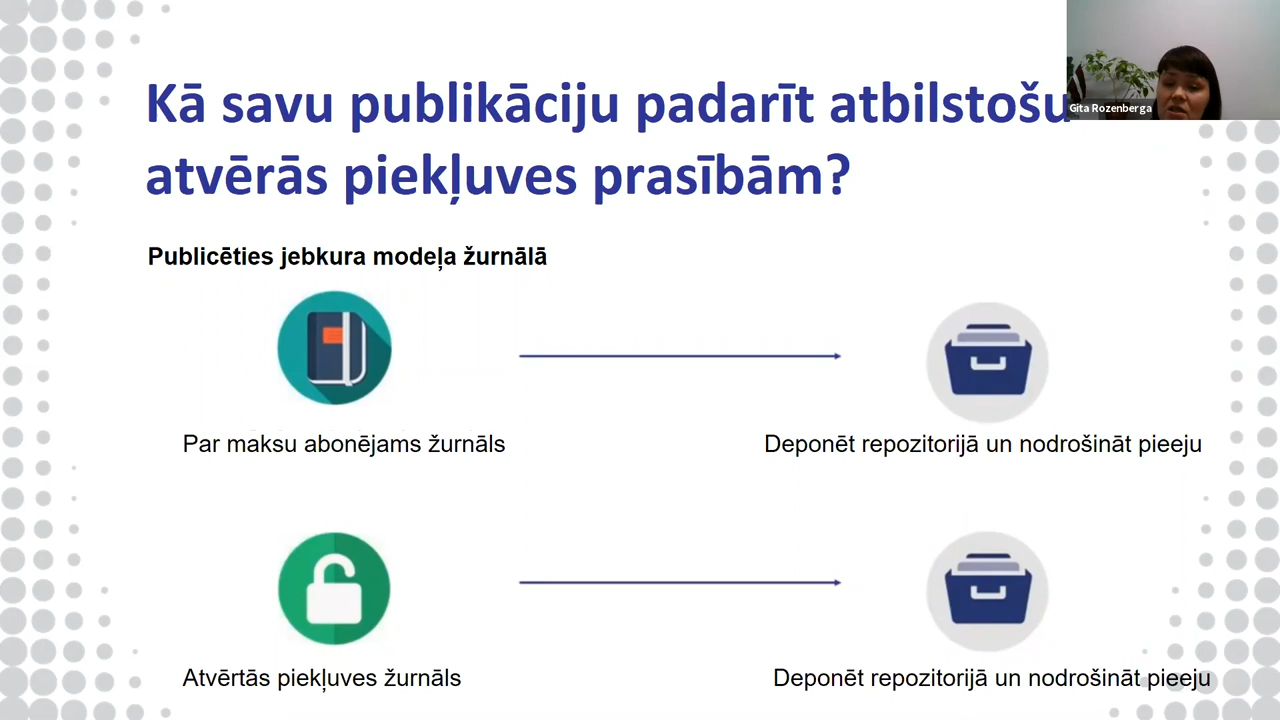 Kā savu publikāciju padarīt atbilstošu
atvērās piekļuves prasībām?
Gita Rozenberga
Publicēties jebkura modeļa žurnālā
Par maksu abonējams žurnāls
Deponēt repozitorijā un nodrošināt pieeju
Atvērtās piekļuves žurnāls
Deponēt repozitorijā un nodrošināt pieeju